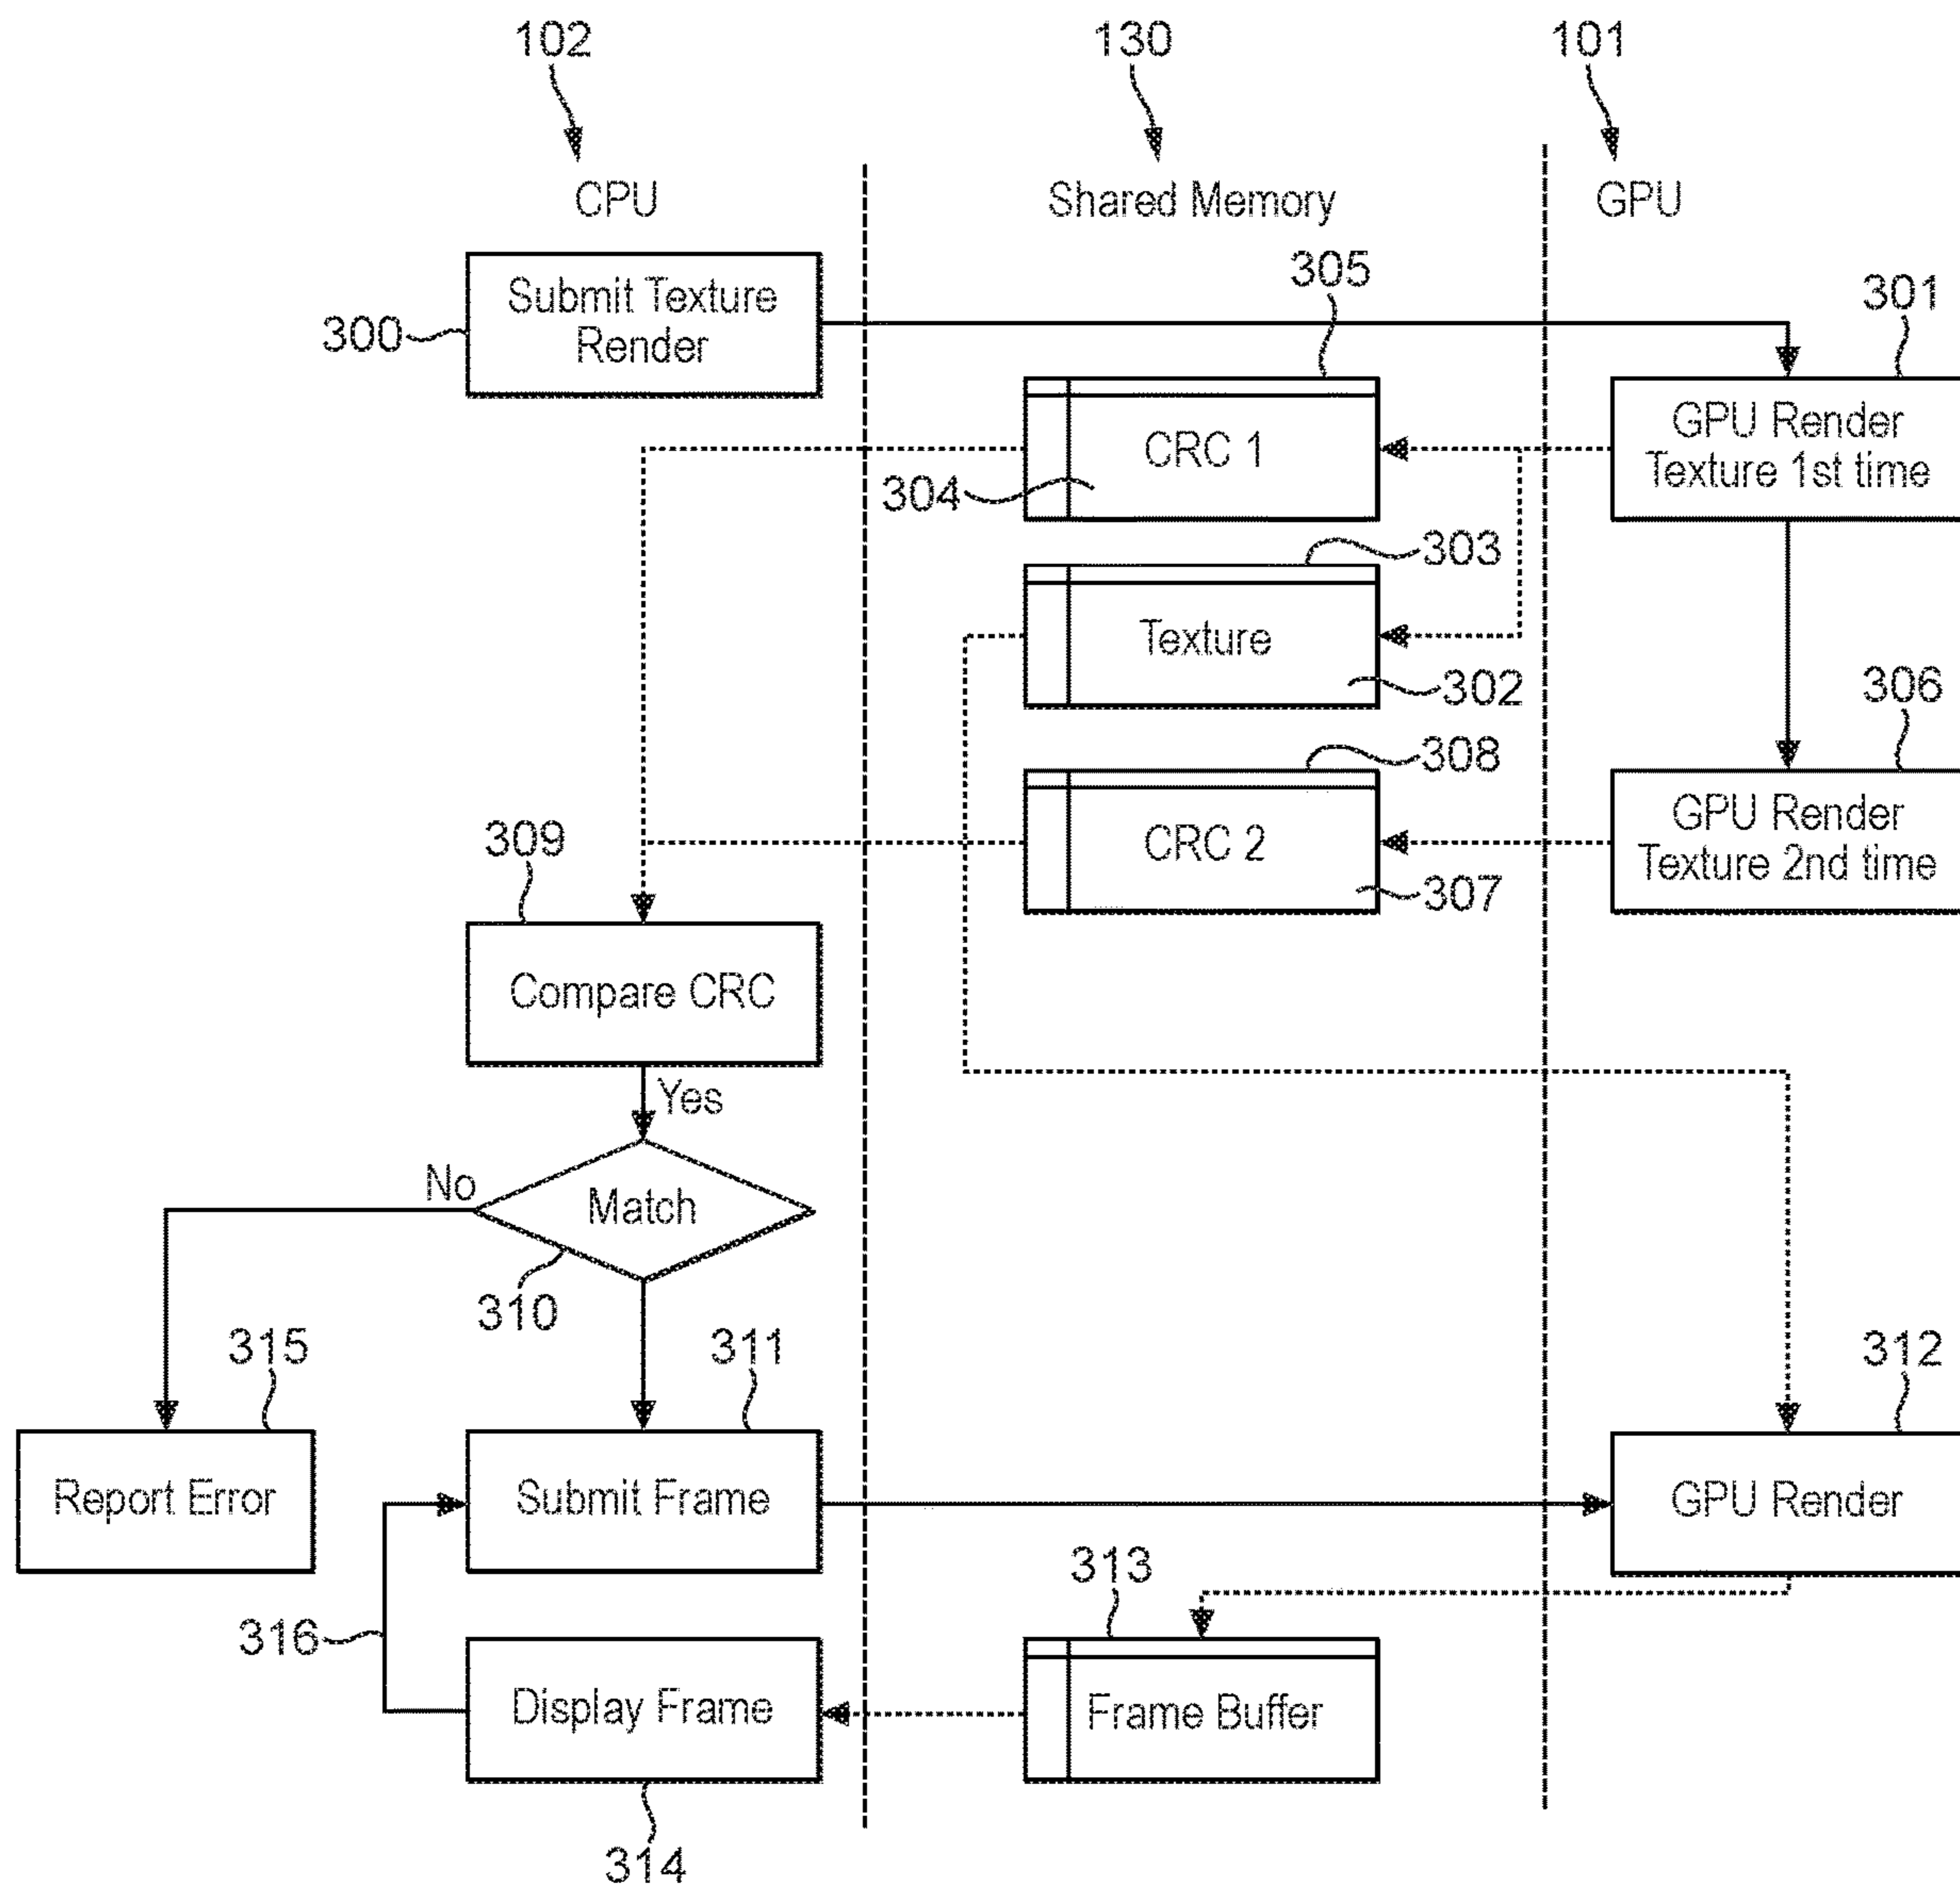 102
130
101
CPU
Shared Memory
GPU
300
Submit Texture
Render
305
301
CRC 1
304
GPU Render
Texture 1st time
303
Texture
302
306
308
CRC 2
307
GPU Render
Texture 2nd time
309
Compare CRC
Yes
No
Match
310
315
311
312
Report Error
Submit Frame
GPU Render
313
316
Display Frame
Frame Buffer
314